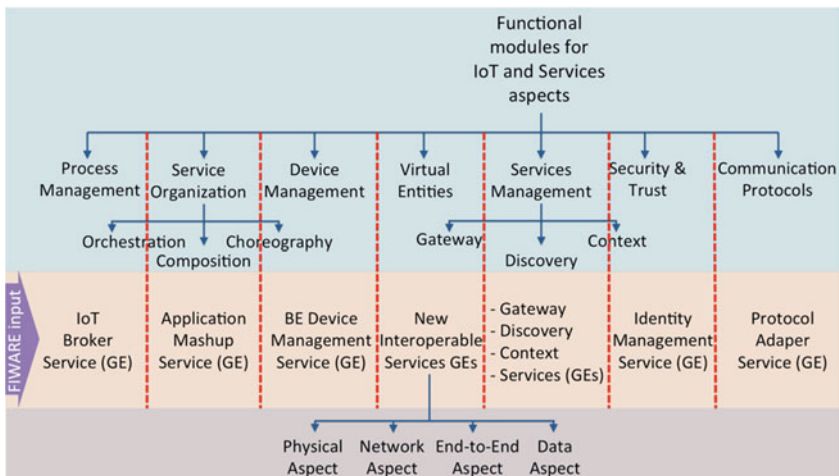 Functional
modules for
IoT and Services
aspects
Process
Management
Service
Organization
Device
Management
Virtual
Entities
Services
Management
Security &
Trust
Communication
Protocols
Orchestration
Composition
Choreography
Gateway
Discovery
Context
FIWARE input
IoT
Broker
Service (GE)
Application
Mashup
Service (GE)
BE Device
Management
Service (GE)
New
Interoperable
Services GEs
- Gateway
- Discovery
- Context
- Services (GEs)
Identity
Management
Service (GE)
Protocol
Adaper
Service (GE)
Physical
Aspect
Network
Aspect
End-to-End
Aspect
Data
Aspect